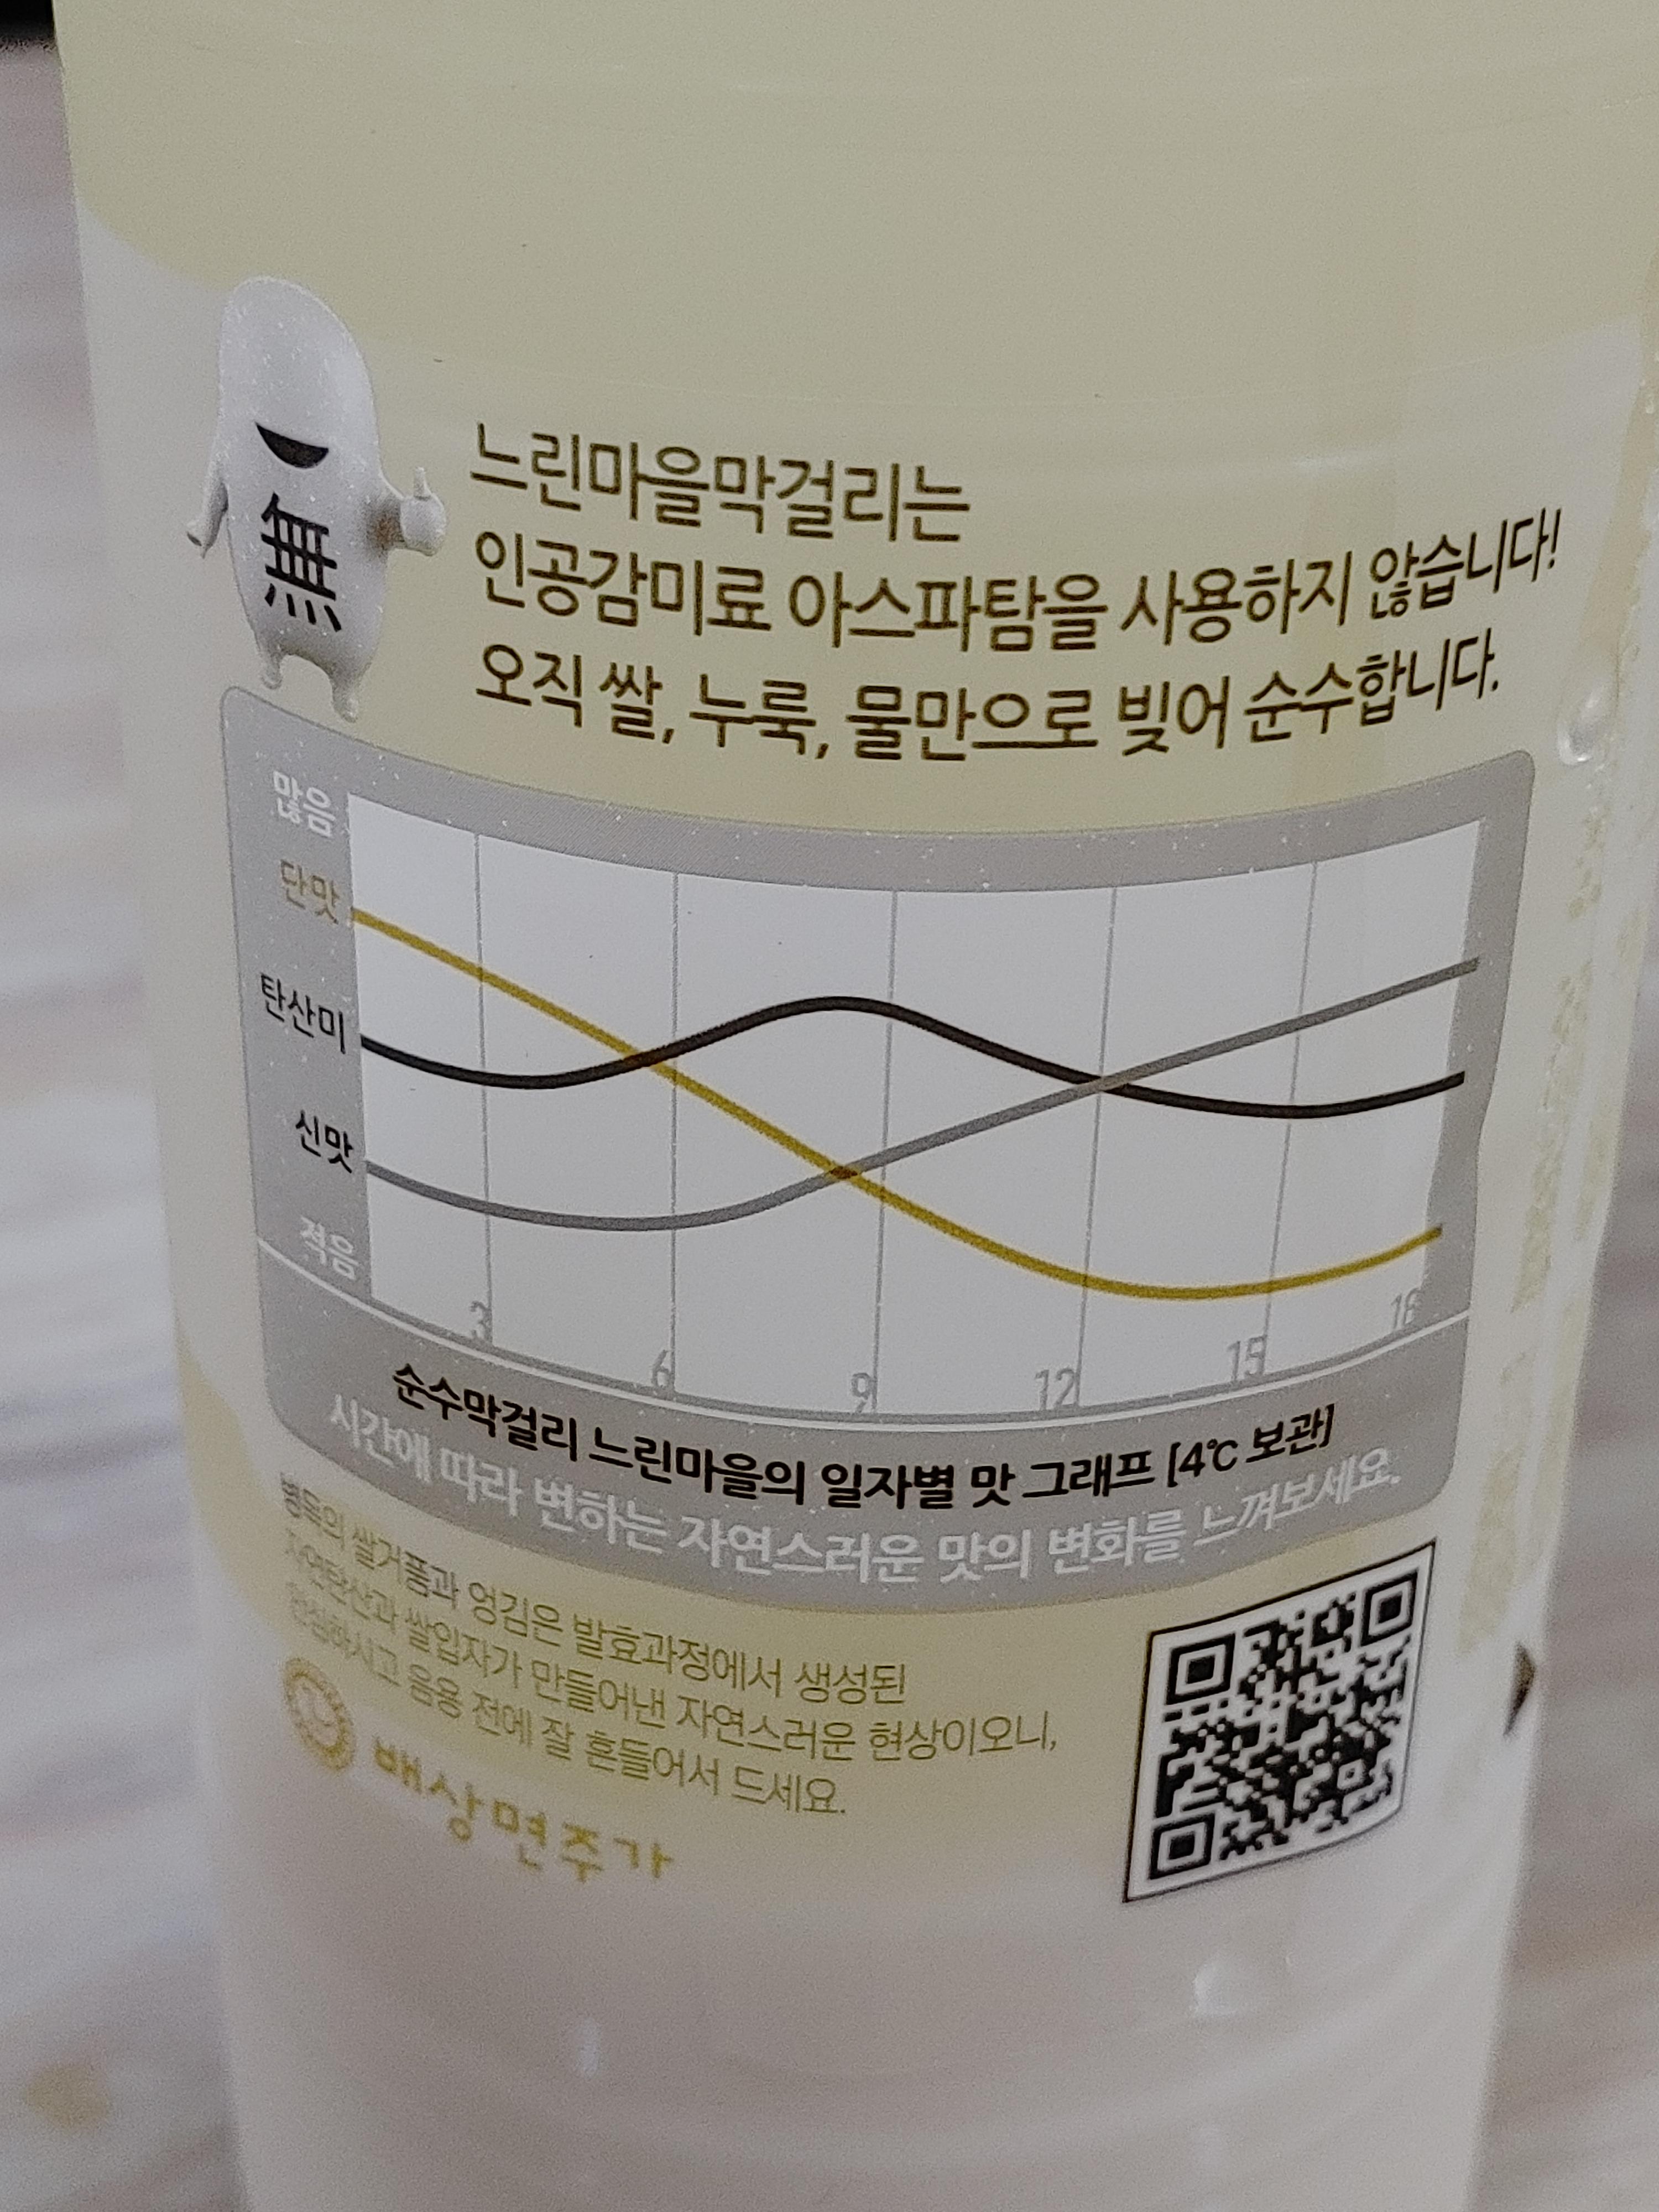 無
느린마을막걸리는
인공감미료 아스파탐을 사용하지 않습니다!
오직 쌀, 누룩, 물만으로 빚어 순수합니다.
많음
단맛
탄산미
신맛
적음
3 6 9 12 15 18
순수막걸리 느린마을의 일자별 맛 그래프 [4℃ 보관]
시간에 따라 변하는 자연스러운 맛의 변화를 느껴보세요.
병목의 쌀거품과 엉김은 발효과정에서 생성된
자연탄산과 쌀입자가 만들어낸 자연스러운 현상이오니,
안심하시고 음용 전에 잘 흔들어서 드세요.
배상면주가